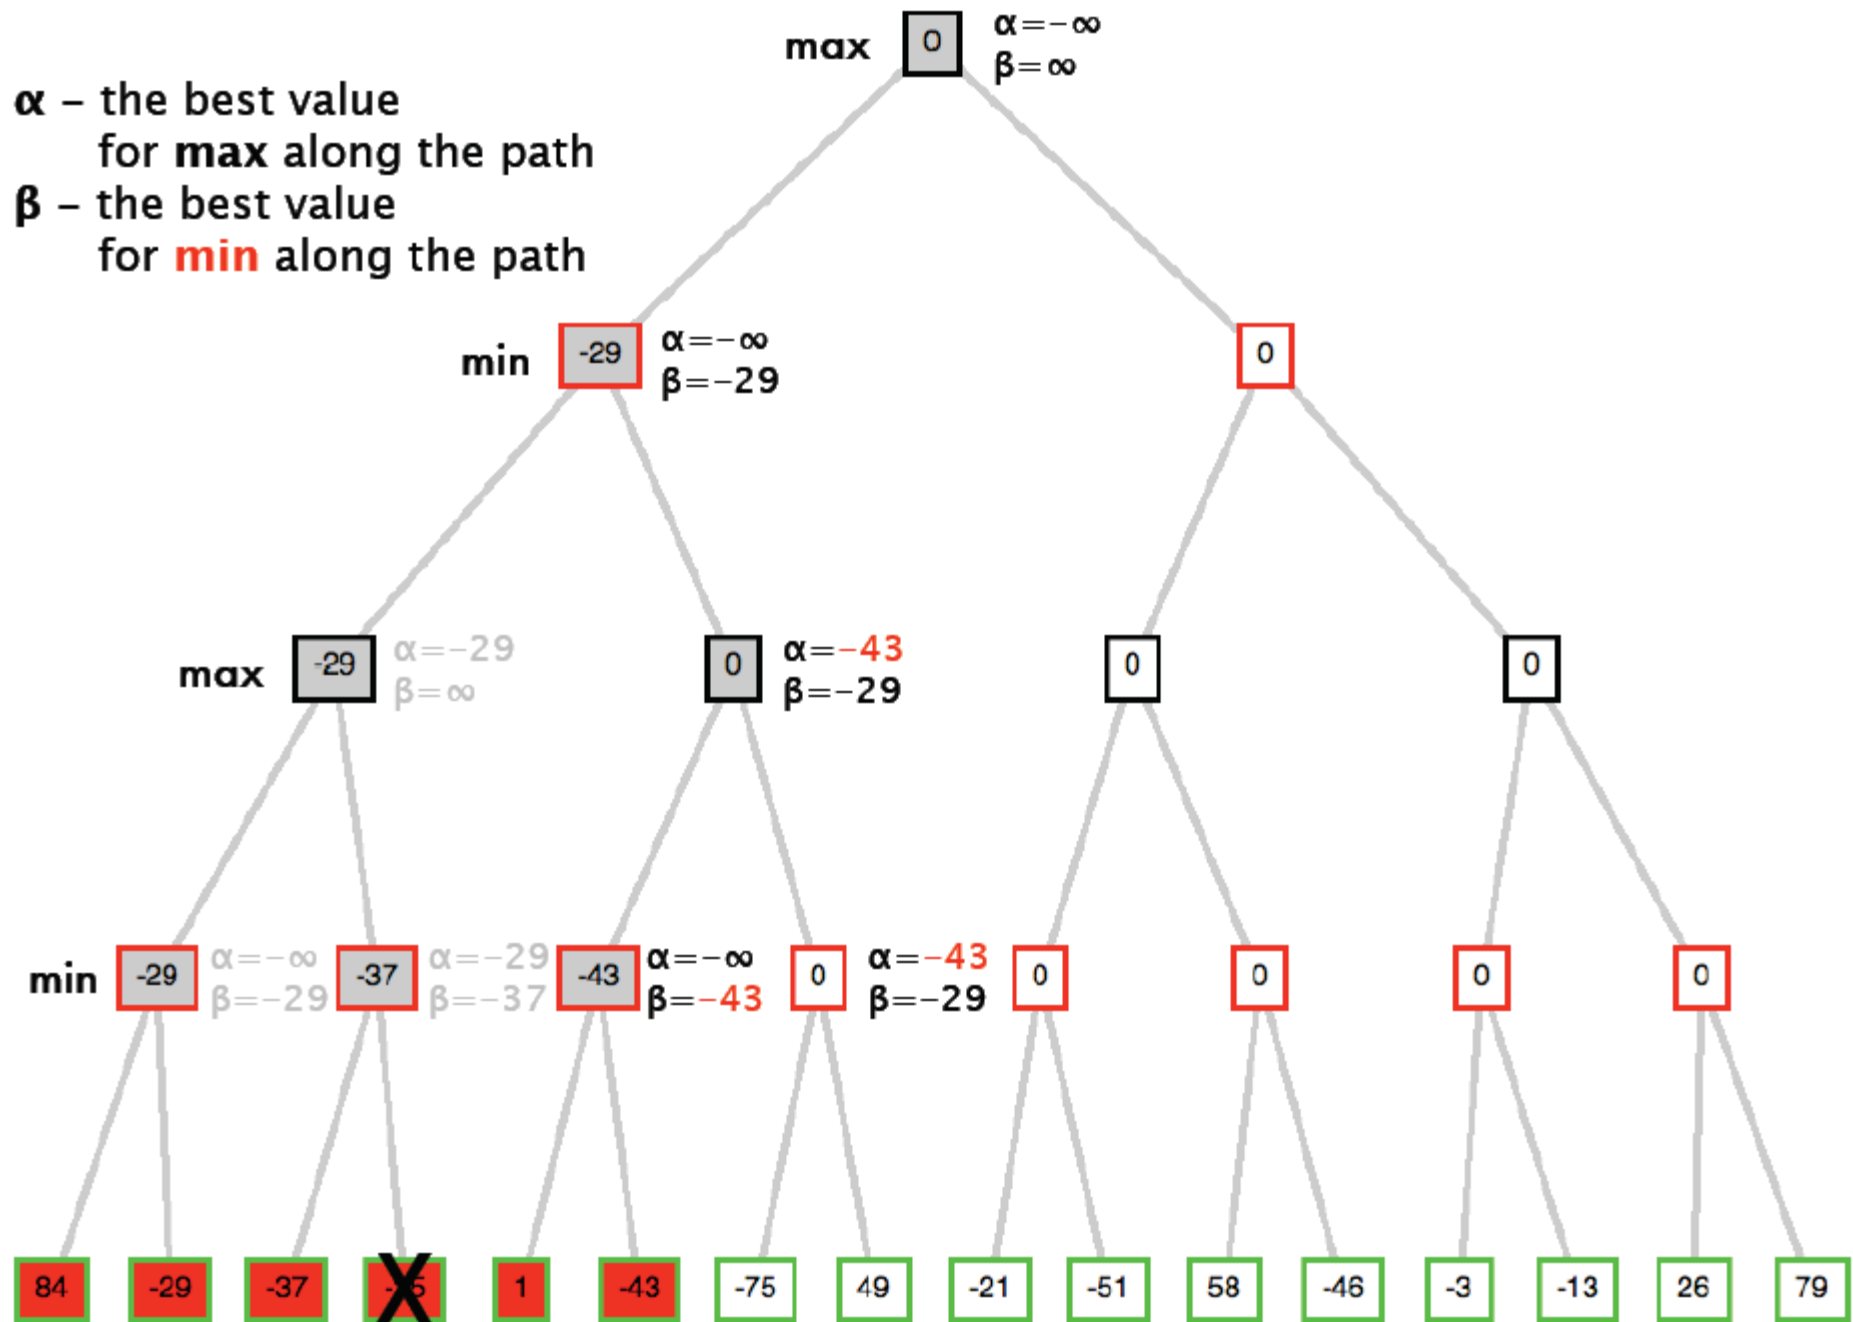 max 0 α=-∞
β=∞
α – the best value
for max along the path
β – the best value
for min along the path
min -29 α=-∞
β=-29
0
max -29 α=-29
β=∞
0 α=-43
β=-29
0
0
min -29 α=-∞
β=-29
-37 α=-29
β=-37
-43 α=-∞
β=-43
0 α=-43
β=-29
0
0
0
0
84 -29 -37 X 1 -43 -75 49 -21 -51 58 -46 -3 -13 26 79